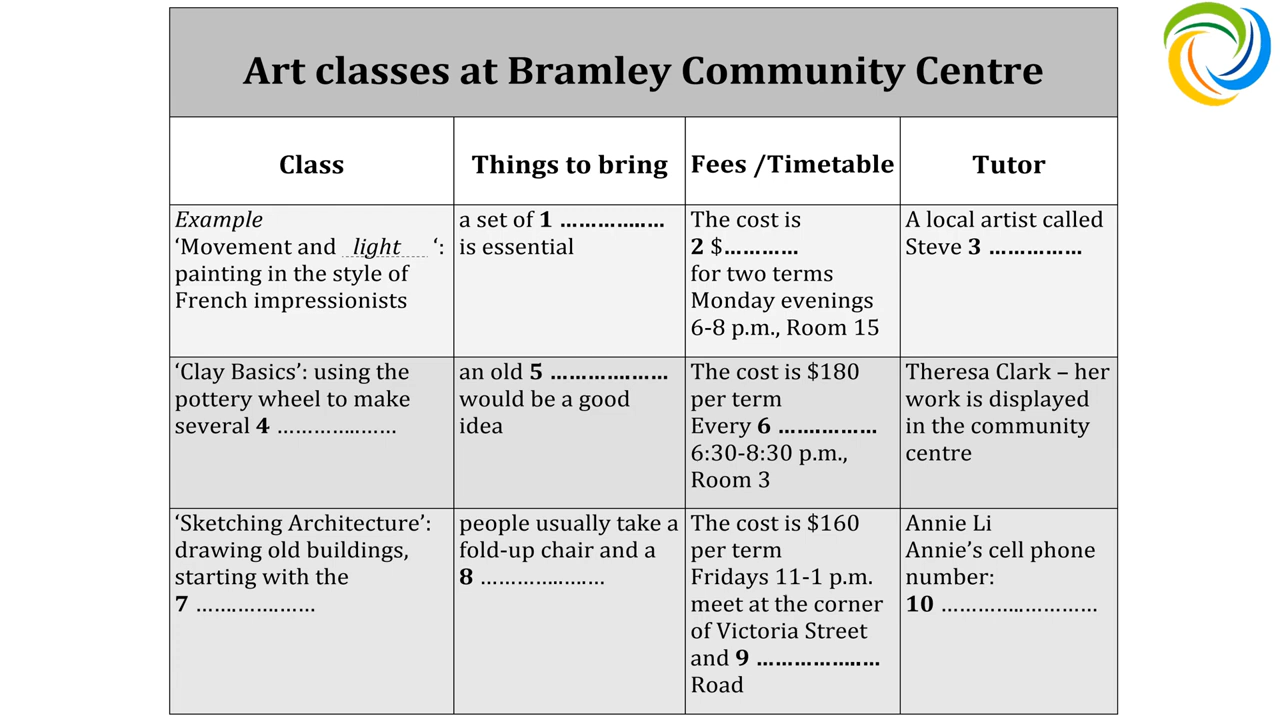 Art classes at Bramley Community Centre
Class
Things to bring
Fees /Timetable
Tutor
Example
‘Movement and light ‘:
painting in the style of
French impressionists
a set of 1 ………………
is essential
The cost is
2 $…………
for two terms
Monday evenings
6-8 p.m., Room 15
A local artist called
Steve 3 ……………
‘Clay Basics’: using the
pottery wheel to make
several 4 ………………
an old 5 ………………
would be a good
idea
The cost is $180
per term
Every 6 ……………
6:30-8:30 p.m.,
Room 3
Theresa Clark – her
work is displayed
in the community
centre
‘Sketching Architecture’:
drawing old buildings,
starting with the
7 ………………
people usually take a
fold-up chair and a
8 ………………
The cost is $160
per term
Fridays 11-1 p.m.
meet at the corner
of Victoria Street
and 9 ………………
Road
Annie Li
Annie’s cell phone
number:
10 ……………………